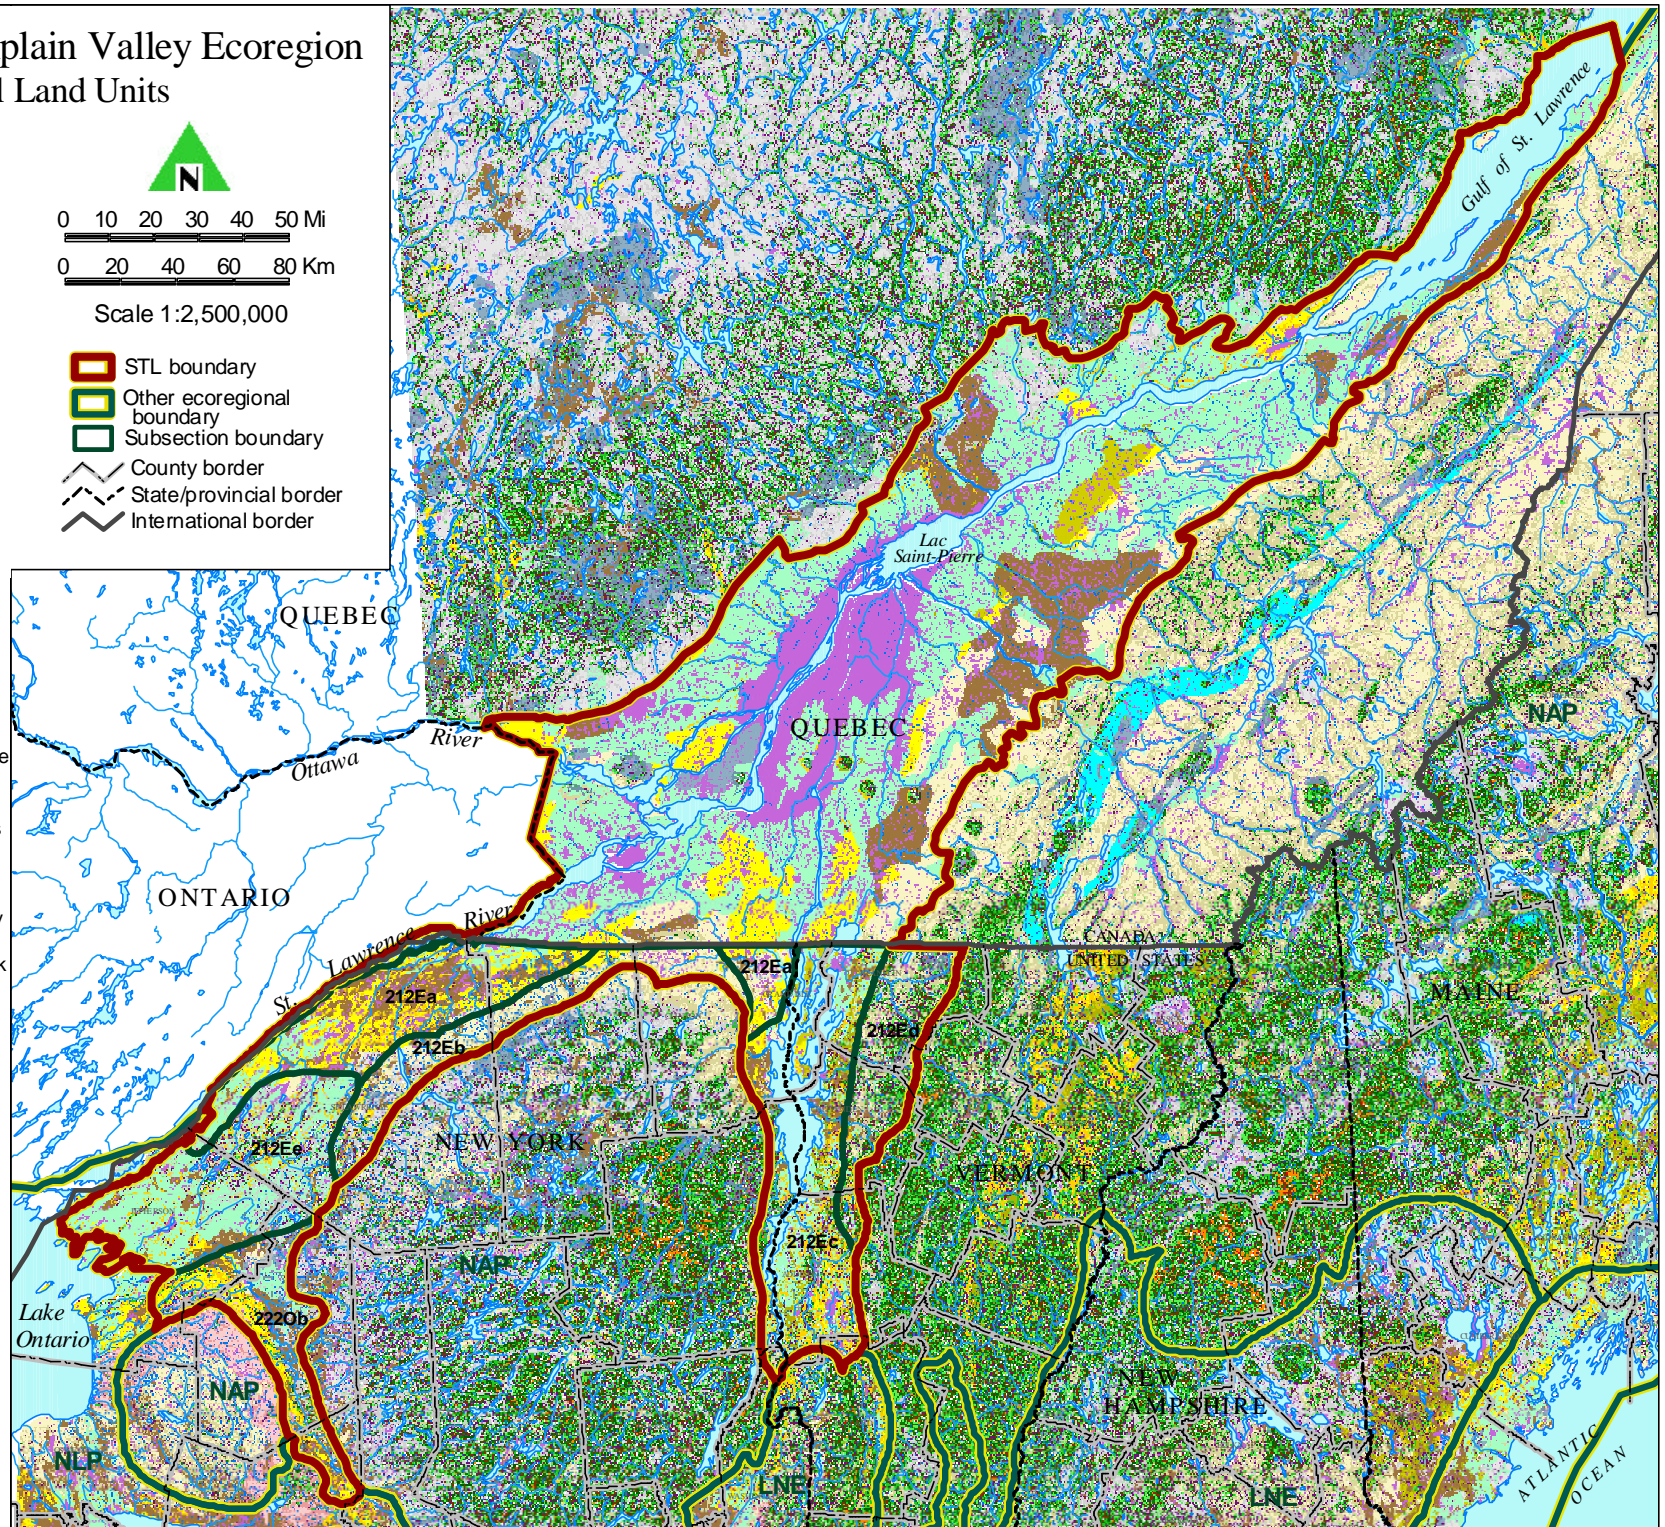 plain Valley Ecoregion
l Land Units
N
0 10 20 30 40 50 Mi
0 20 40 60 80 Km
Scale 1:2,500,000
STL boundary
Other ecoregional
boundary
Subsection boundary
County border
State/provincial border
International border
Gulf of St. Lawrence
Lac
Saint-Pierre
QUEBEC
QUEBEC
NAP
River
Ottawa
e
ONTARIO
River
St. Lawrence
k
CANADA
UNITED STATES
212Ea
212Ea
MAINE
212Ed
212Eb
NEW YORK
212Ee
VERMONT
JEFFERSON
212Ec
NAP
Lake
Ontario
222Ob
NAP
NEW
HAMPSHIRE
NLP
LNE
LNE
ATLANTIC
OCEAN